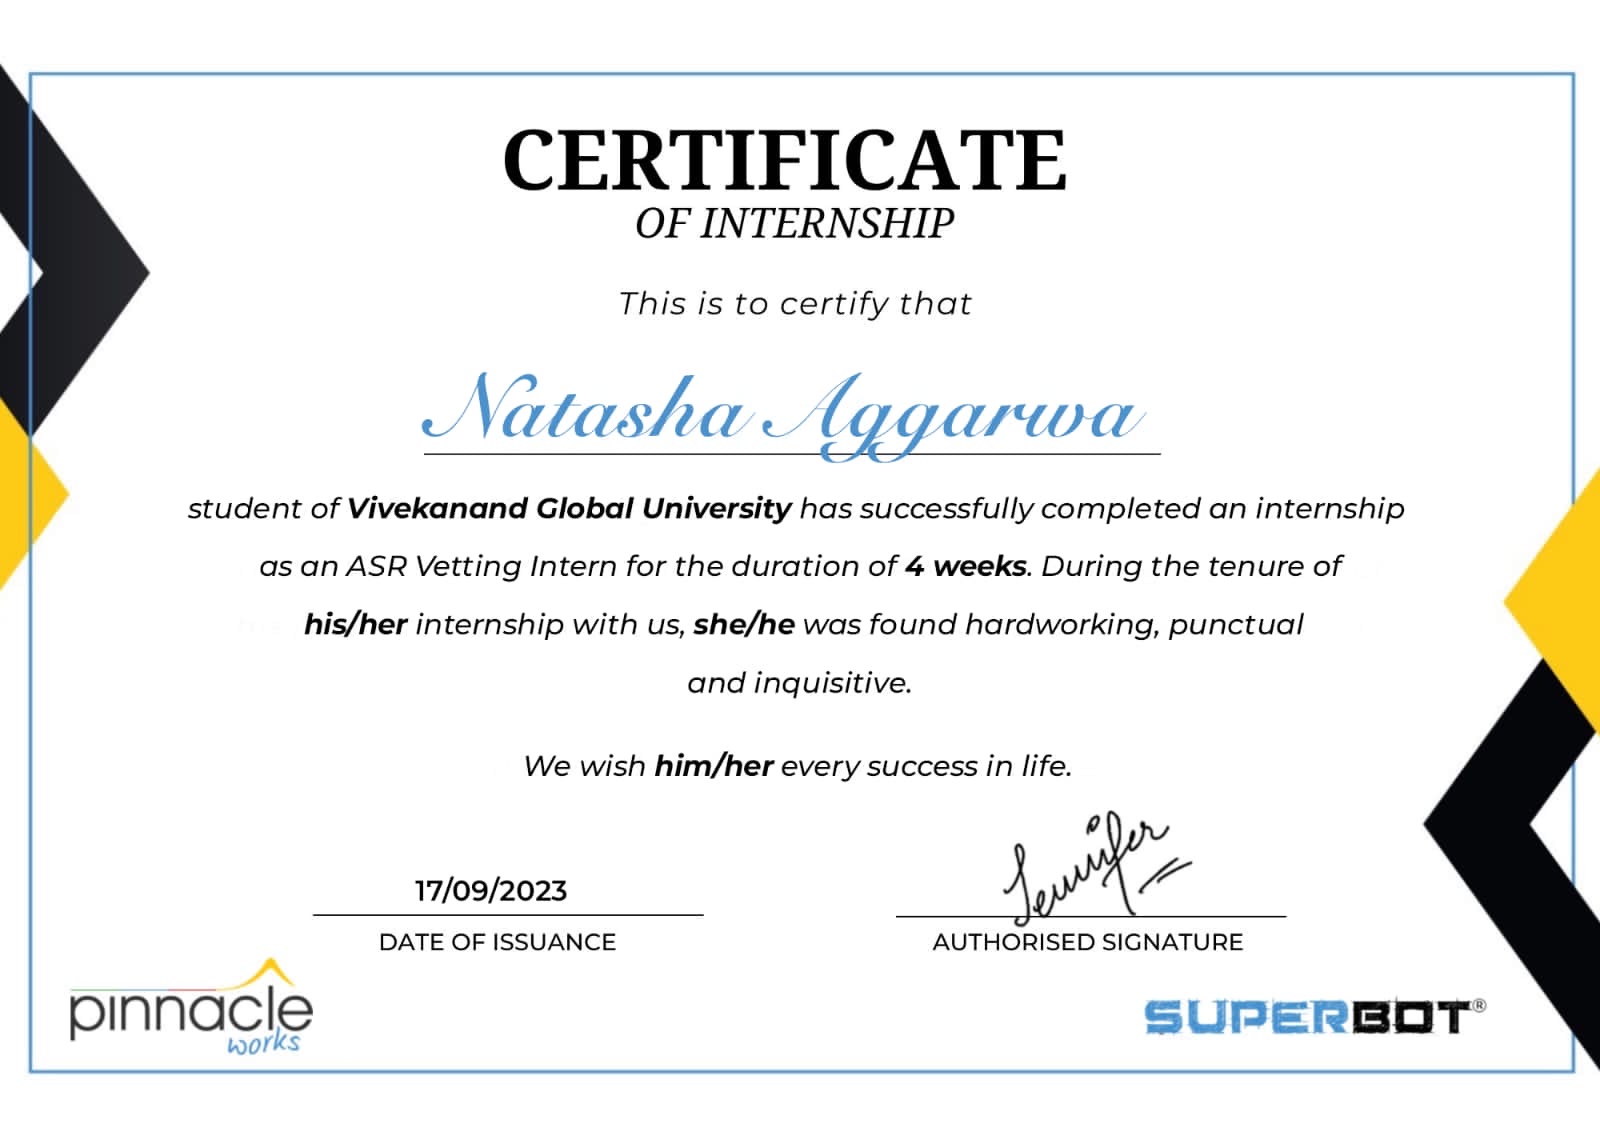 CERTIFICATE
OF INTERNSHIP
This is to certify that
Natasha Aggarwa
student of Vivekanand Global University has successfully completed an internship
as an ASR Vetting Intern for the duration of 4 weeks. During the tenure of
his/her internship with us, she/he was found hardworking, punctual
and inquisitive.
We wish him/her every success in life.
Jennifer
17/09/2023
DATE OF ISSUANCE
AUTHORISED SIGNATURE
pinnacle
works
SUPERBOT®